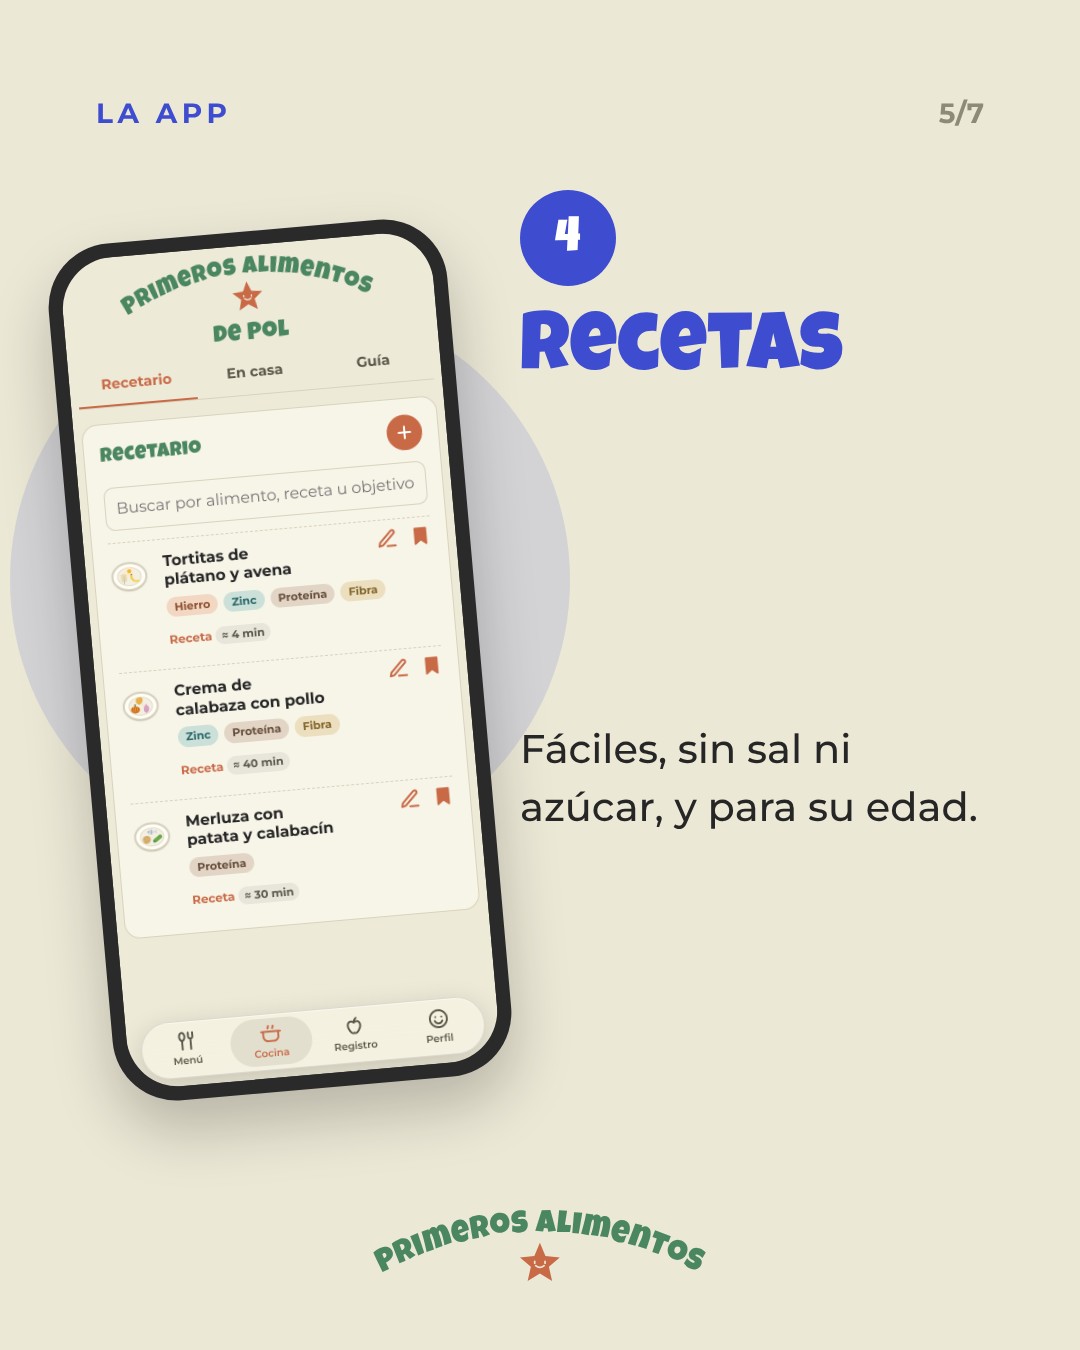 LA APP
5/7
4
Recetas
PRIMEROS ALIMENTOS
DE POL
Recetario
En casa
Guía
Recetario
Buscar por alimento, receta u objetivo
Tortitas de
plátano y avena
Hierro Zinc Proteína Fibra
Receta ≈ 4 min
Crema de
calabaza con pollo
Zinc Proteína Fibra
Receta ≈ 40 min
Merluza con
patata y calabacín
Proteína
Receta ≈ 30 min
Menú
Cocina
Registro
Perfil
Fáciles, sin sal ni
azúcar, y para su edad.
PRIMEROS ALIMENTOS